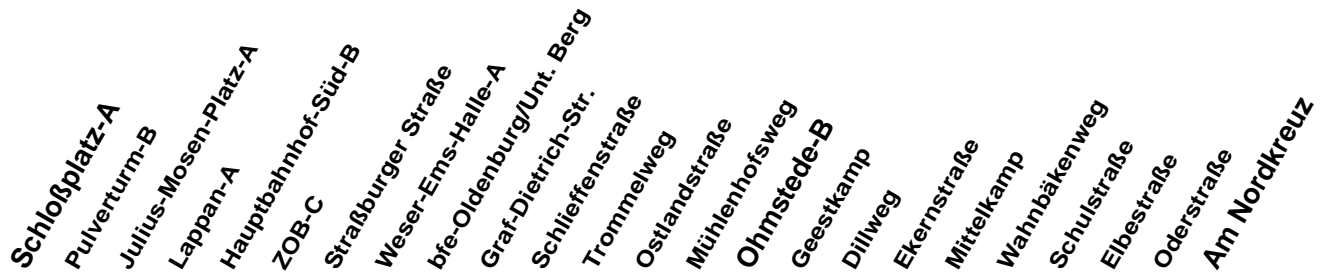 Schloßplatz-A
Pulverturm-B
Julius-Mosen-Platz-A
Lappan-A
Hauptbahnhof-Süd-B
ZOB-C
Straßburger Straße
Weser-Ems-Halle-A
bfe-Oldenburg/Unt. Berg
Graf-Dietrich-Str.
Schlieffenstraße
Trommelweg
Ostlandstraße
Mühlenhofsweg
Ohmstede-B
Geestkamp
Dillweg
Ekernstraße
Mittelkamp
Wahnbäkenweg
Schulstraße
Elbestraße
Oderstraße
Am Nordkreuz